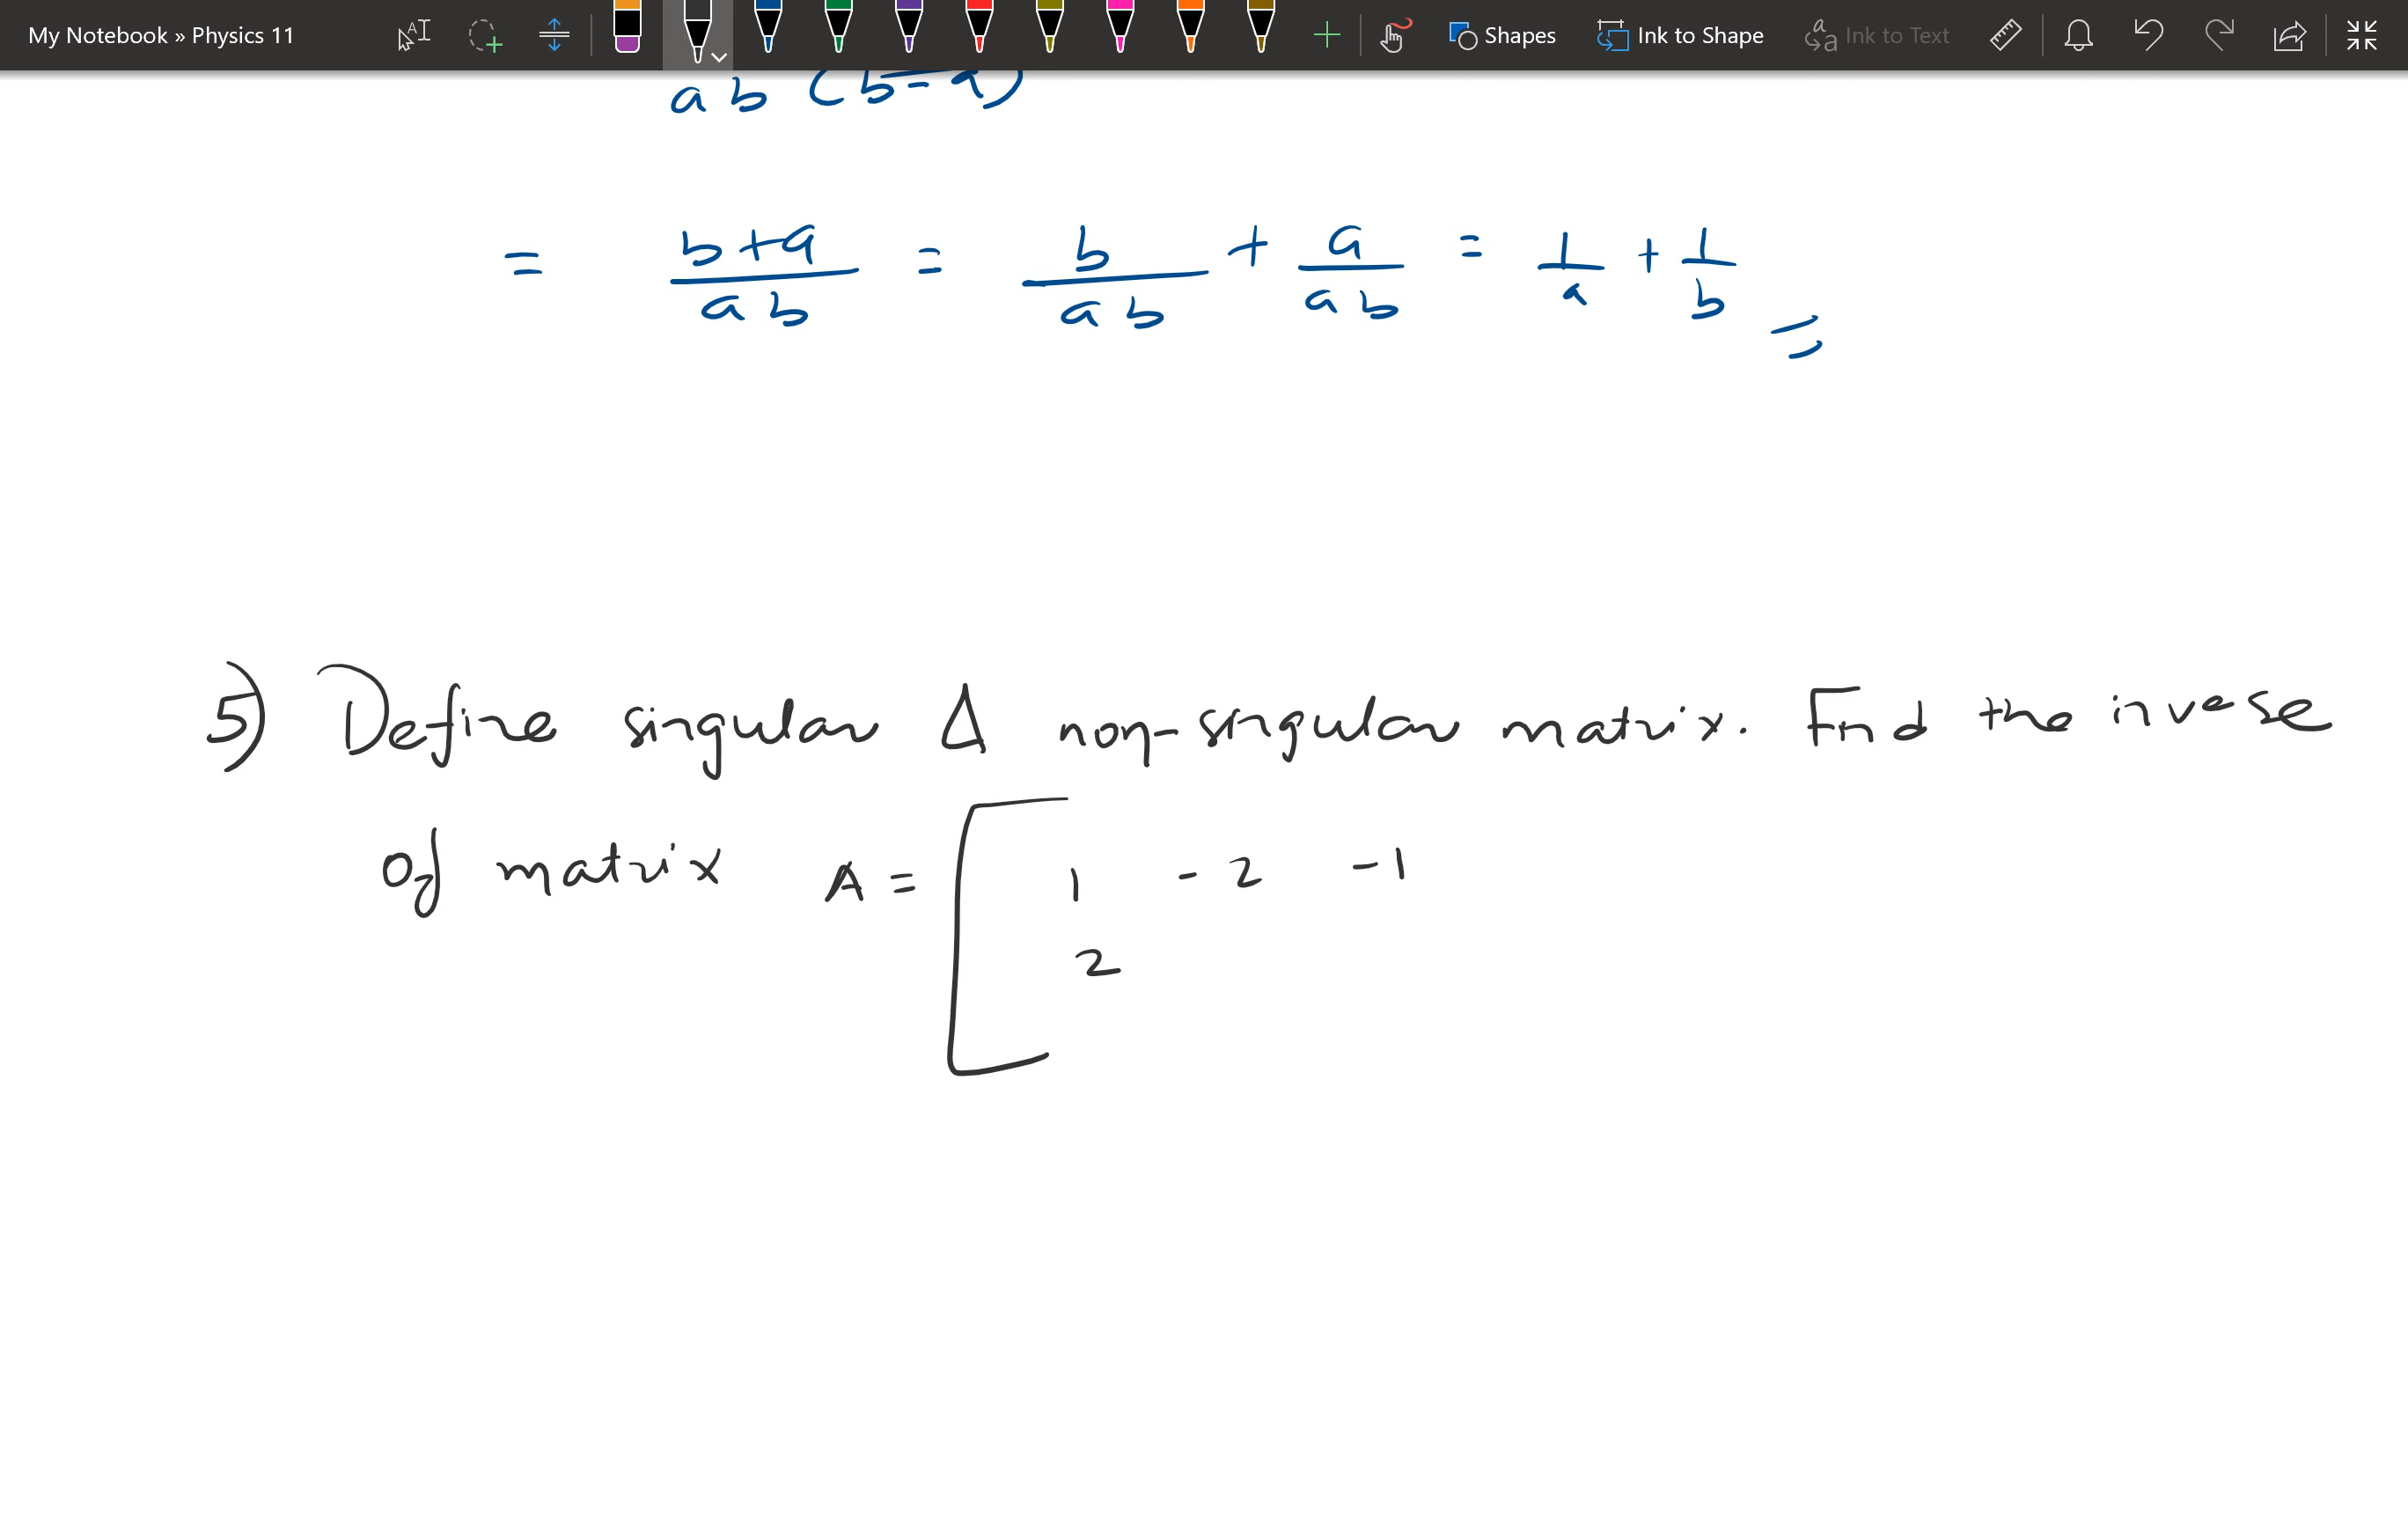 My Notebook » Physics 11 Shapes Ink to Shape Ink to Text
a b (b-a)
= b+a / ab = b / ab + a / ab = 1 / a + 1 / b =
5) Define singular Δ non-singular matrix. Find the inverse
of matrix A = [ 1 -2 -1
2